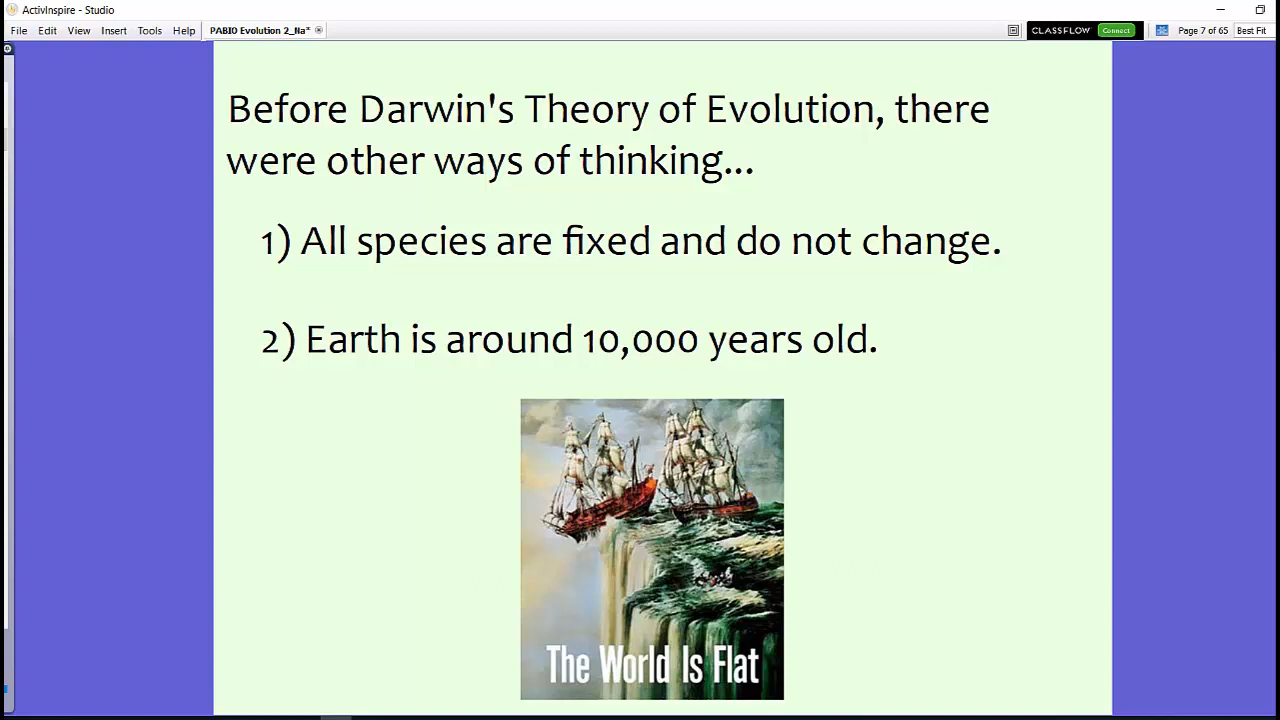 ActivInspire - Studio
File Edit View Insert Tools Help PABIO Evolution 2_Na* CLASSFLOW Connect Page 7 of 65 Best Fit
Before Darwin's Theory of Evolution, there
were other ways of thinking...
1) All species are fixed and do not change.
2) Earth is around 10,000 years old.
The World Is Flat